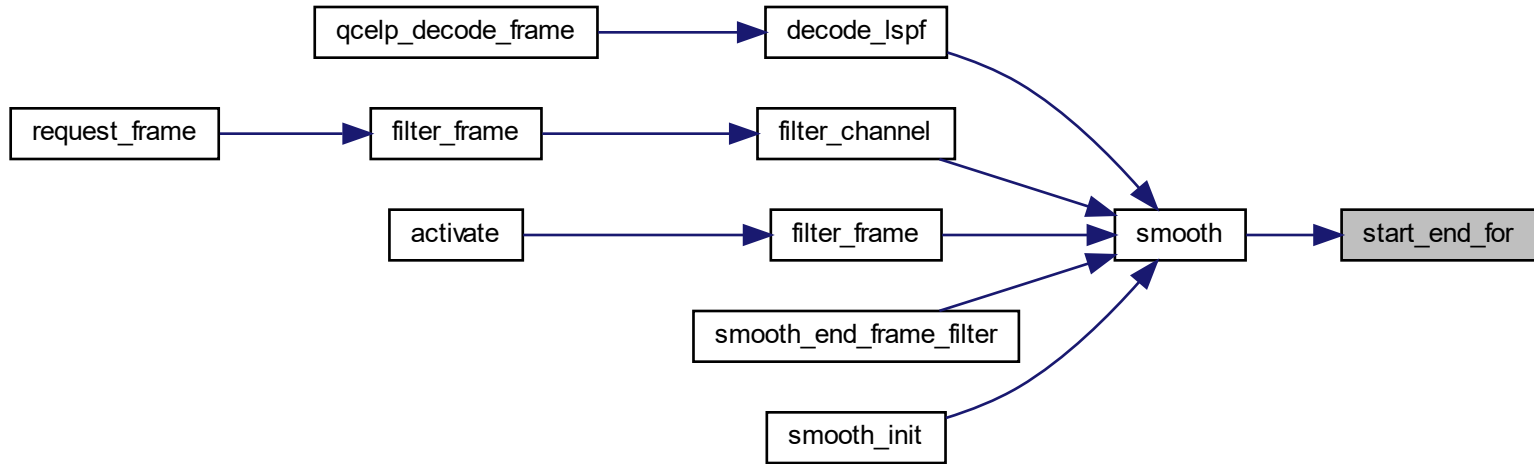 qcelp_decode_frame
decode_lspf
request_frame
filter_frame
filter_channel
activate
filter_frame
smooth
start_end_for
smooth_end_frame_filter
smooth_init